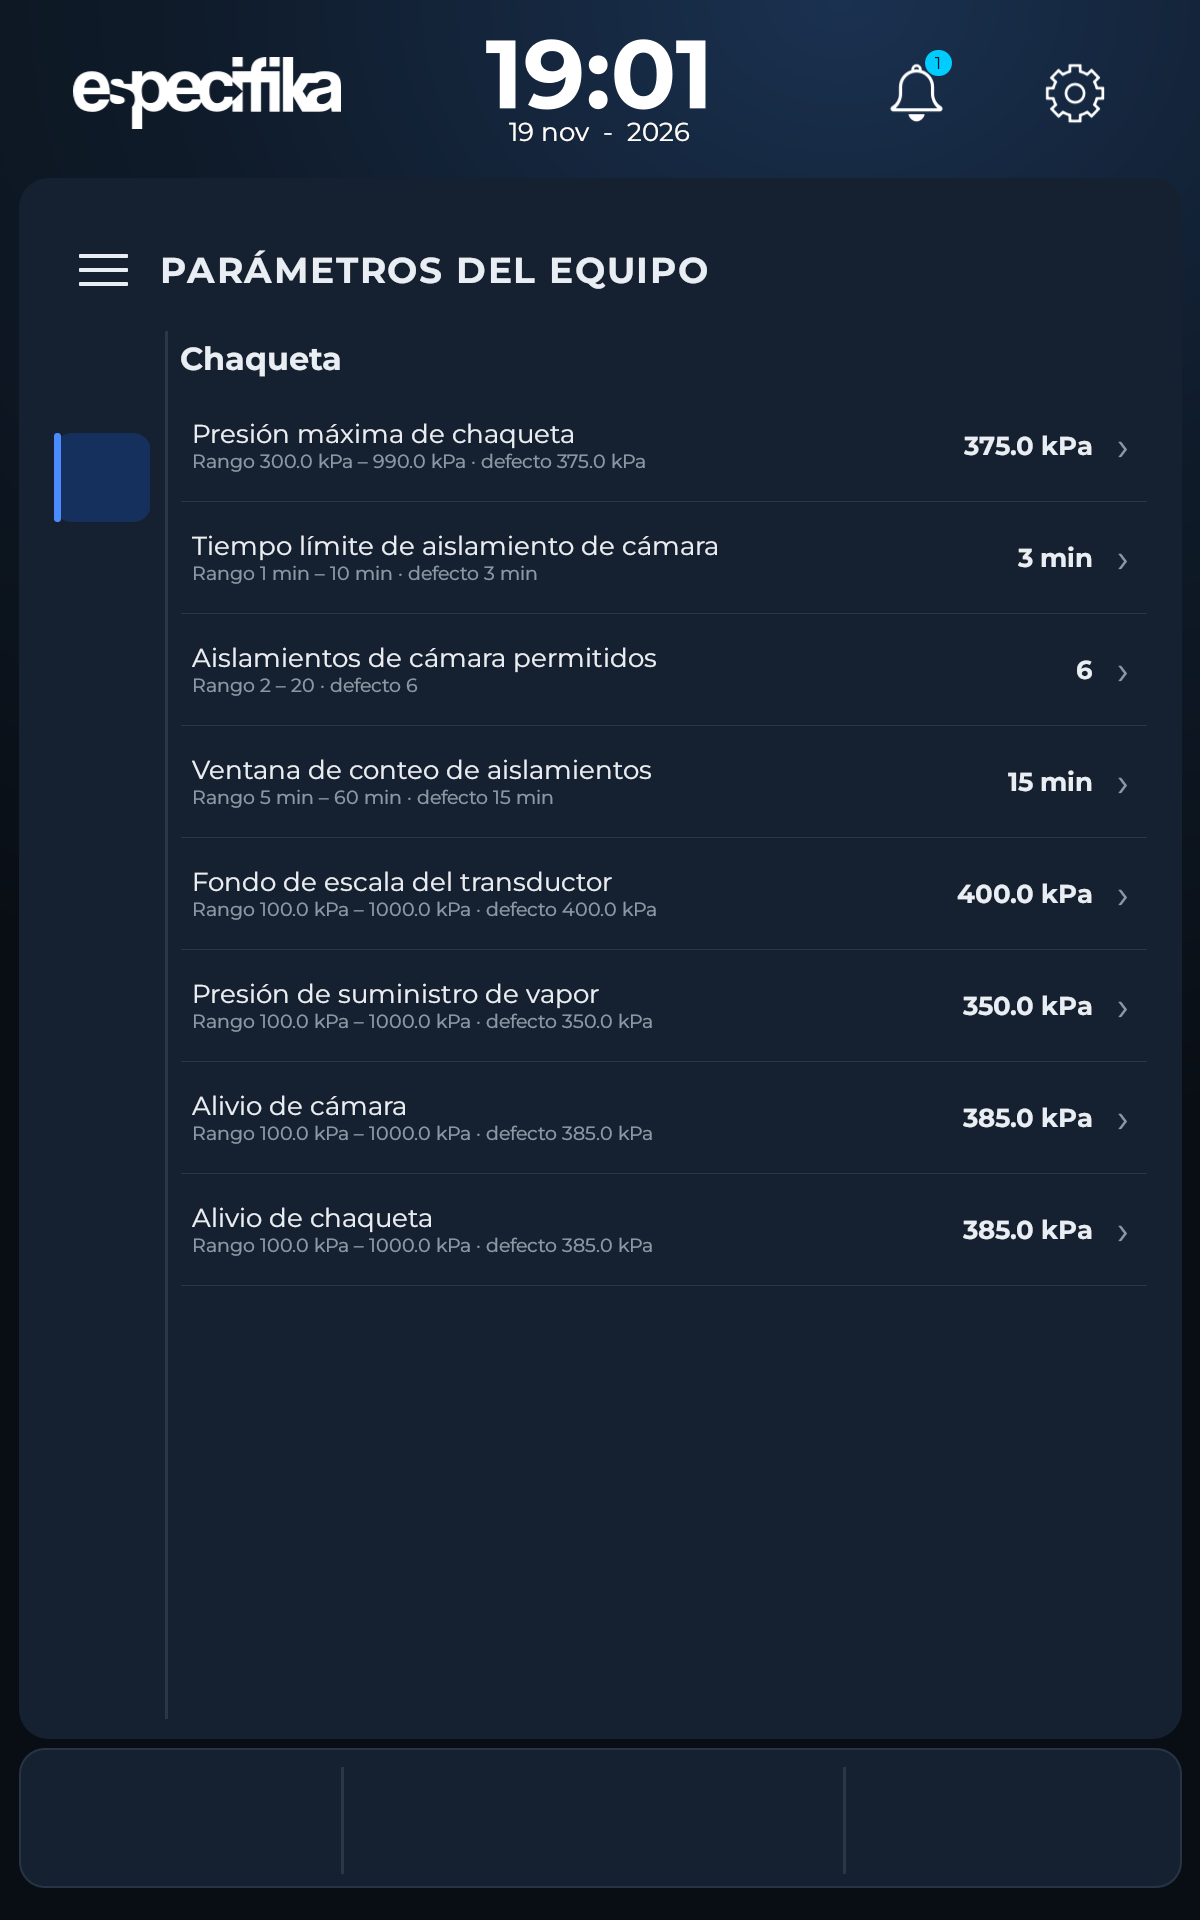 especifika
19:01
19 nov - 2026
1
PARÁMETROS DEL EQUIPO
Chaqueta
Presión máxima de chaqueta
Rango 300.0 kPa – 990.0 kPa · defecto 375.0 kPa
375.0 kPa
Tiempo límite de aislamiento de cámara
Rango 1 min – 10 min · defecto 3 min
3 min
Aislamientos de cámara permitidos
Rango 2 – 20 · defecto 6
6
Ventana de conteo de aislamientos
Rango 5 min – 60 min · defecto 15 min
15 min
Fondo de escala del transductor
Rango 100.0 kPa – 1000.0 kPa · defecto 400.0 kPa
400.0 kPa
Presión de suministro de vapor
Rango 100.0 kPa – 1000.0 kPa · defecto 350.0 kPa
350.0 kPa
Alivio de cámara
Rango 100.0 kPa – 1000.0 kPa · defecto 385.0 kPa
385.0 kPa
Alivio de chaqueta
Rango 100.0 kPa – 1000.0 kPa · defecto 385.0 kPa
385.0 kPa